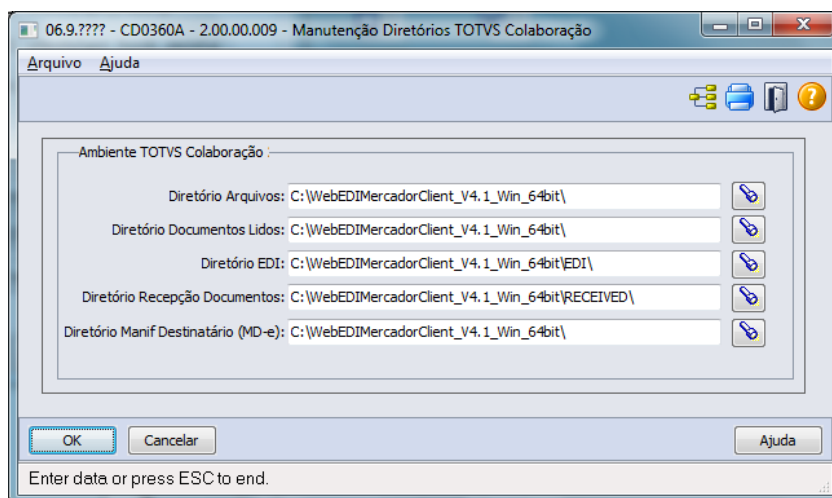 06.9.???? - CD0360A - 2.00.00.009 - Manutenção Diretórios TOTVS Colaboração
Arquivo Ajuda
Ambiente TOTVS Colaboração :
Diretório Arquivos: C:\WebEDIMercadorClient_V4.1_Win_64bit\
Diretório Documentos Lidos: C:\WebEDIMercadorClient_V4.1_Win_64bit\
Diretório EDI: C:\WebEDIMercadorClient_V4.1_Win_64bit\EDI\
Diretório Recepção Documentos: C:\WebEDIMercadorClient_V4.1_Win_64bit\RECEIVED\
Diretório Manif Destinatário (MD-e): C:\WebEDIMercadorClient_V4.1_Win_64bit\
OK Cancelar Ajuda
Enter data or press ESC to end.